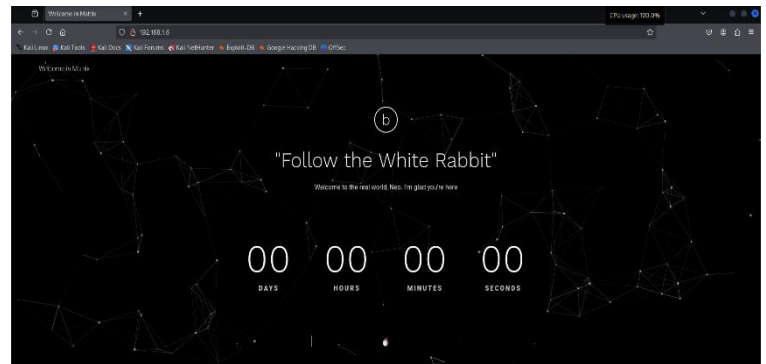 Welcome in Matrix
CPU usage: 100.0%
192.168.1.6
Kali Linux Kali Tools Kali Docs Kali Forums Kali NetHunter Exploit-DB Google Hacking DB OffSec
Welcome in Matrix
b
"Follow the White Rabbit"
Welcome to the real world, Neo. I'm glad you're here
00 00 00 00
DAYS HOURS MINUTES SECONDS